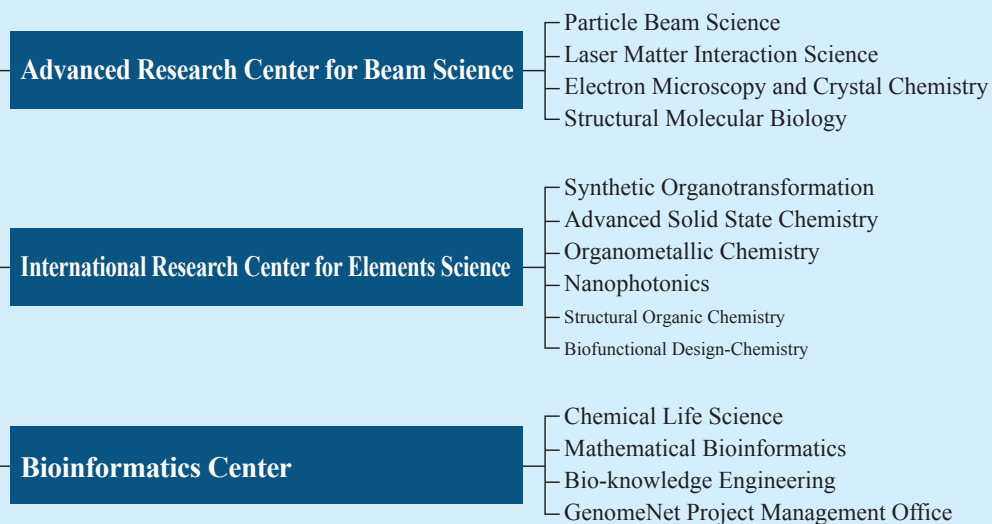 Advanced Research Center for Beam Science
Particle Beam Science
Laser Matter Interaction Science
Electron Microscopy and Crystal Chemistry
Structural Molecular Biology
International Research Center for Elements Science
Synthetic Organotransformation
Advanced Solid State Chemistry
Organometallic Chemistry
Nanophotonics
Structural Organic Chemistry
Biofunctional Design-Chemistry
Bioinformatics Center
Chemical Life Science
Mathematical Bioinformatics
Bio-knowledge Engineering
GenomeNet Project Management Office